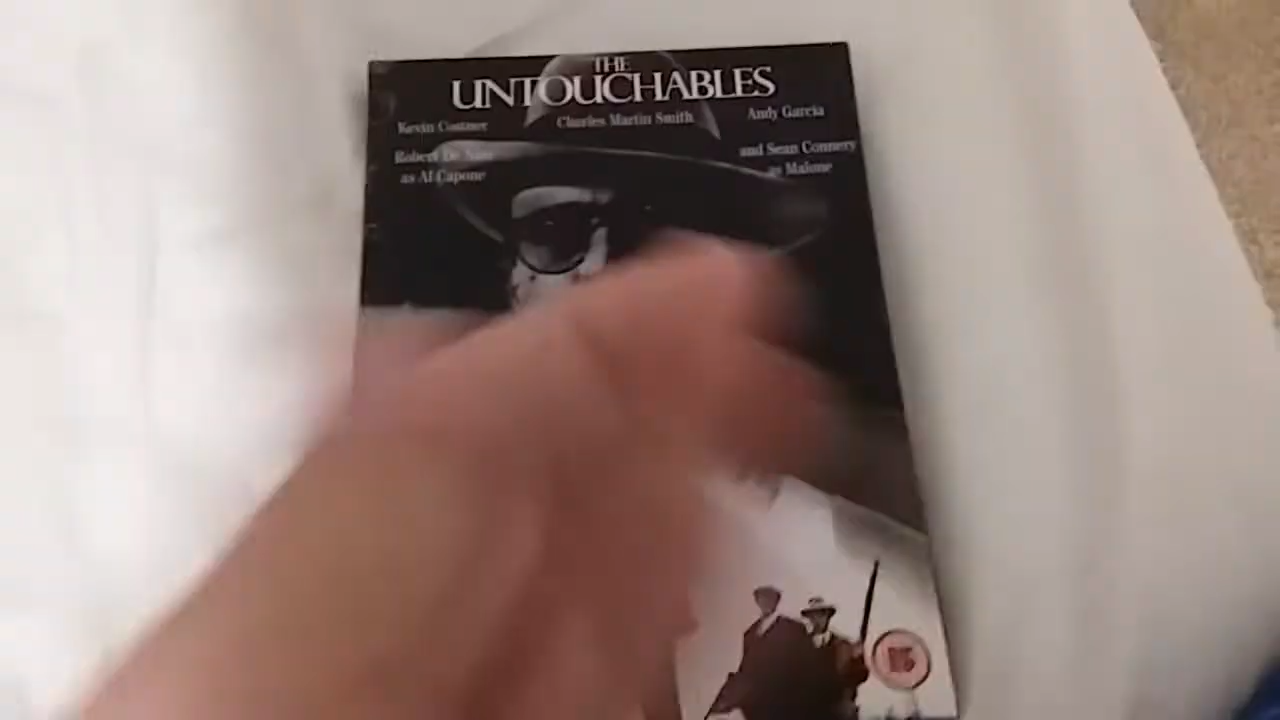 THE
UNTOUCHABLES
Kevin Costner
Charles Martin Smith
Andy Garcia
Robert De Niro
as Al Capone
and Sean Connery
as Malone
15